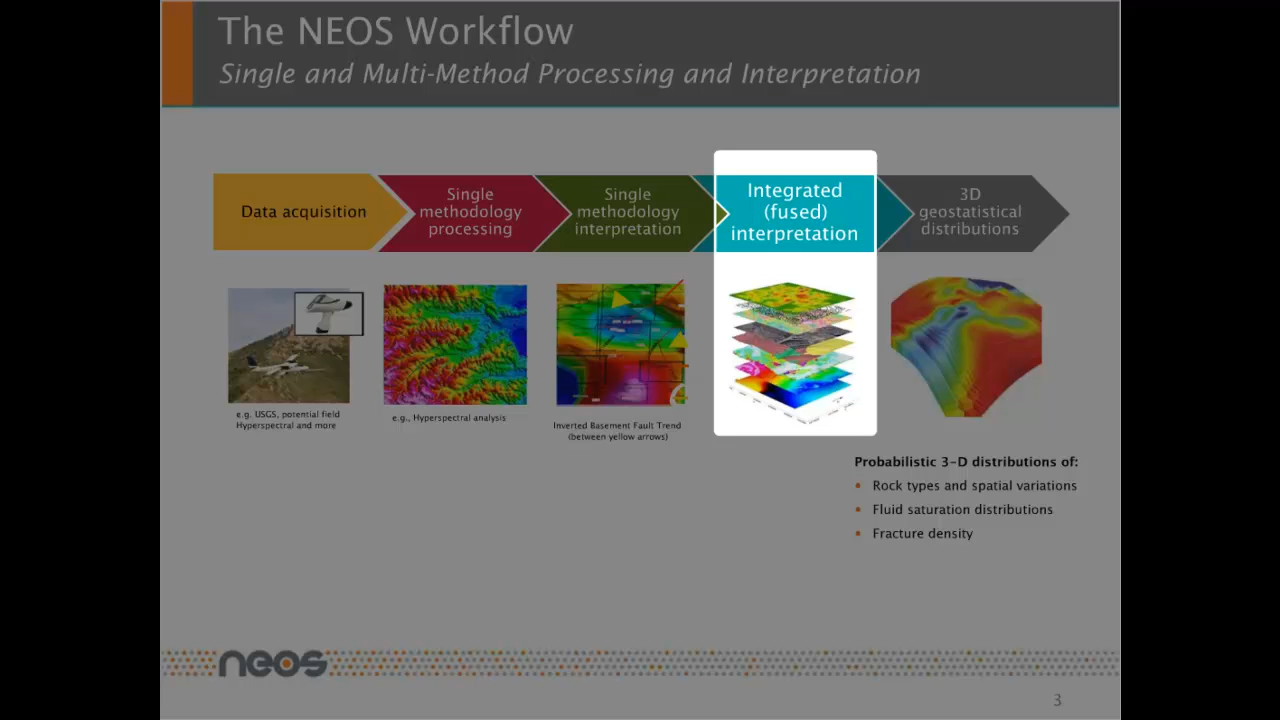 The NEOS Workflow
Single and Multi-Method Processing and Interpretation
Data acquisition
Single
methodology
processing
Single
methodology
interpretation
Integrated
(fused)
interpretation
3D
geostatistical
distributions
e.g. USGS, potential field
Hyperspectral and more
e.g., Hyperspectral analysis
Inverted Basement Fault Trend
(between yellow arrows)
Probabilistic 3-D distributions of:
• Rock types and spatial variations
• Fluid saturation distributions
• Fracture density
neos
3